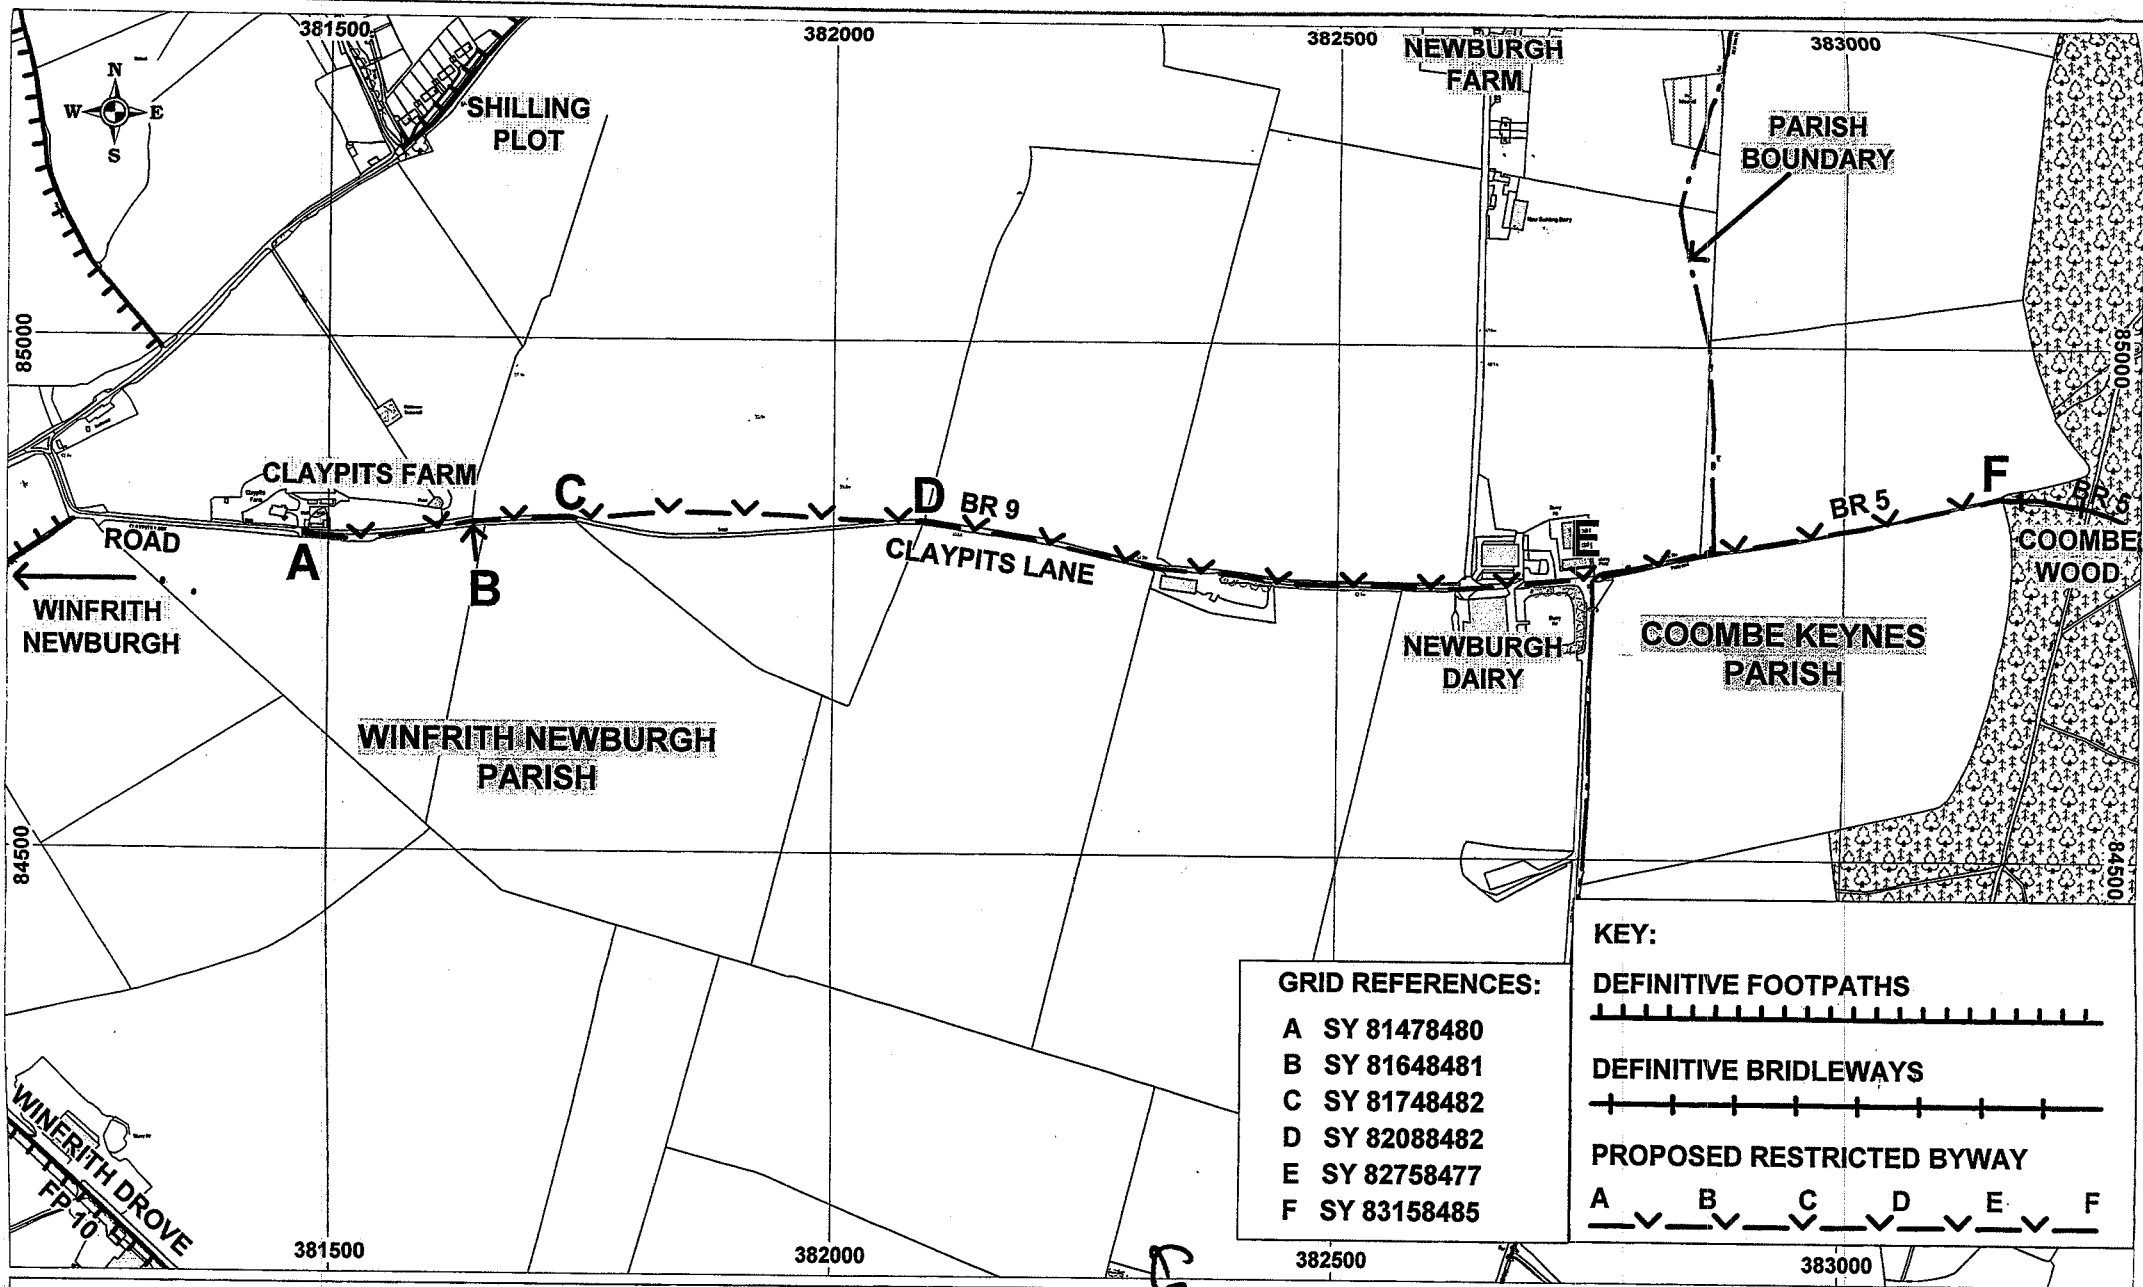 381500
382000
382500
383000
NEWBURGH
FARM
N
W E
S
SHILLING
PLOT
PARISH
BOUNDARY
85000
85000
CLAYPITS FARM
C
D
BR 9
BR 5
F
BR 5
ROAD
A
B
CLAYPITS LANE
E
COOMBE
WOOD
WINFRITH
NEWBURGH
NEWBURGH
DAIRY
COOMBE KEYNES
PARISH
WINFRITH NEWBURGH
PARISH
84500
84500
GRID REFERENCES:
A SY 81478480
B SY 81648481
C SY 81748482
D SY 82088482
E SY 82758477
F SY 83158485
KEY:
DEFINITIVE FOOTPATHS
DEFINITIVE BRIDLEWAYS
PROPOSED RESTRICTED BYWAY
A B C D E F
WINFRITH DROVE
FP 10
381500
382000
382500
383000